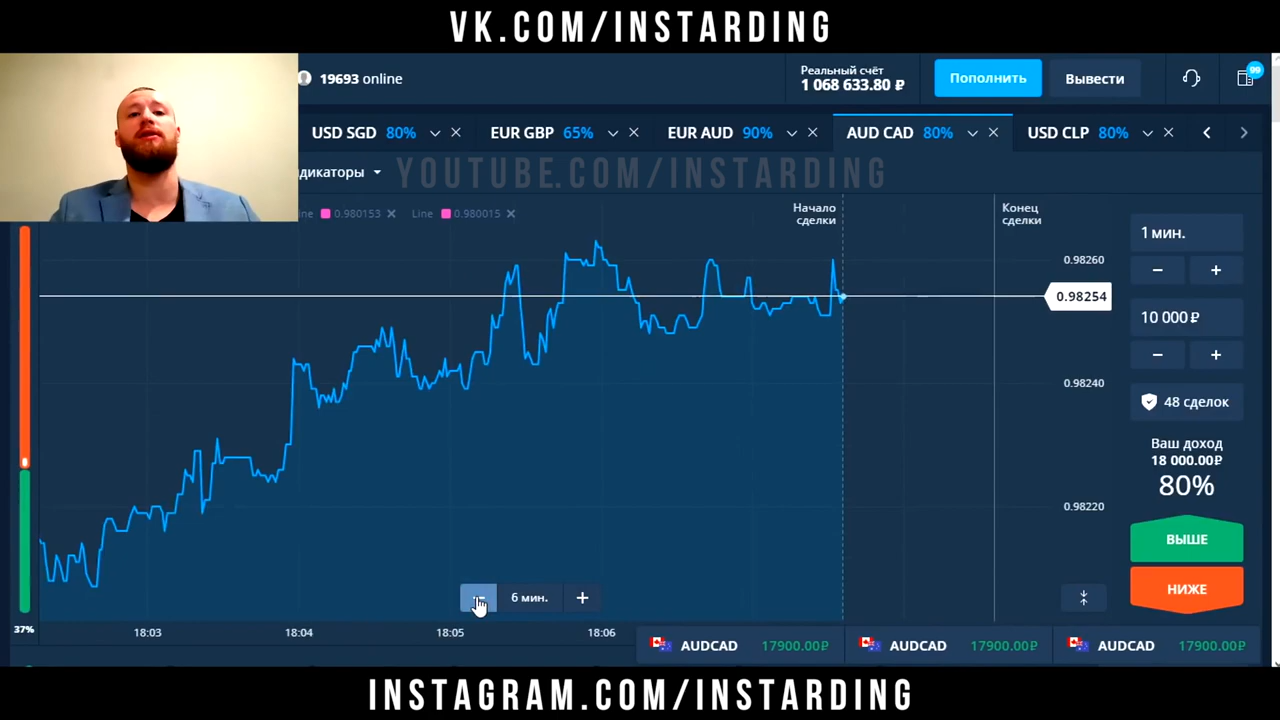 VK.COM/INSTARDING
19693 online
Реальный счёт
1 068 633.80 ₽
Пополнить
Вывести
99
USD SGD 80%
EUR GBP 65%
EUR AUD 90%
AUD CAD 80%
USD CLP 80%
YOUTUBE.COM/INSTARDING
Line 0.980015
0.980153
Начало
сделки
Конец
сделки
1 мин.
0.98260
0.98254
10 000 ₽
0.98240
48 сделок
Ваш доход
18 000.00₽
80%
0.98220
ВЫШЕ
НИЖЕ
6 мин.
37%
18:03
18:04
18:05
18:06
AUDCAD 17900.00₽
AUDCAD 17900.00₽
AUDCAD 17900.00₽
INSTAGRAM.COM/INSTARDING